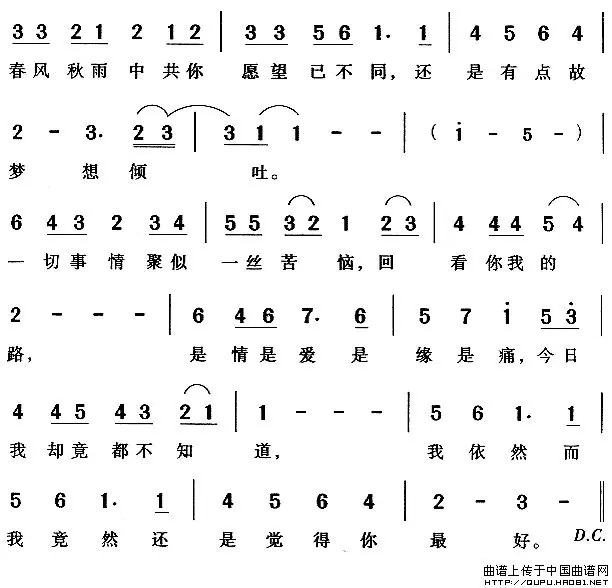 3 3 2 1 2 1 2 | 3 3 5 6 1. 1 | 4 5 6 4 |
春风秋雨中共你 愿望已不同，还 是有点故
2 - 3. 2 3 | 3 1 1 - - | ( i - 5 - ) |
梦 想倾 吐。
6 4 3 2 3 4 | 5 5 3 2 1 2 3 | 4 4 4 5 4 |
一切事情聚似 一丝苦恼，回 看你我的
2 - - - | 6 4 6 7. 6 | 5 7 i 5 3 |
路， 是情是爱是 缘是痛，今日
4 4 5 4 3 2 1 | 1 - - - | 5 6 1. 1 |
我却竟都不知 道， 我依然而
5 6 1. 1 | 4 5 6 4 | 2 - 3 - ‖
我竟然还 是觉得你 最 好。 D.C.
曲谱上传于中国曲谱网
http://QUPU.HAO81.NET